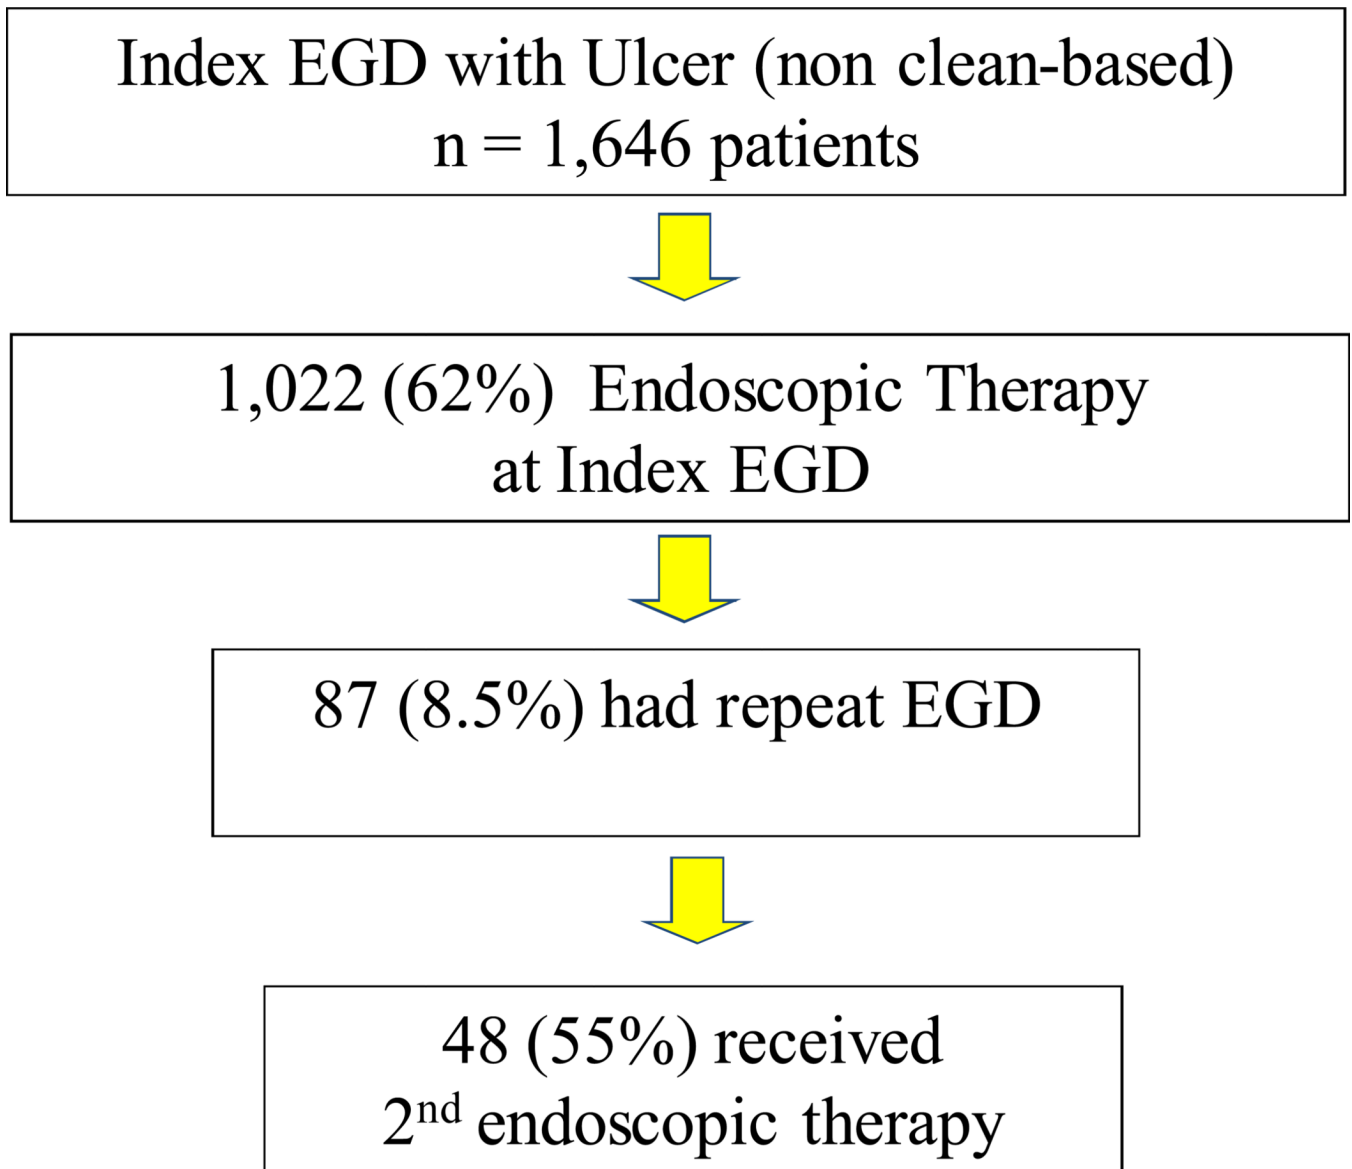 Index EGD with Ulcer (non clean-based)
n = 1,646 patients
1,022 (62%) Endoscopic Therapy
at Index EGD
87 (8.5%) had repeat EGD
48 (55%) received
2nd endoscopic therapy